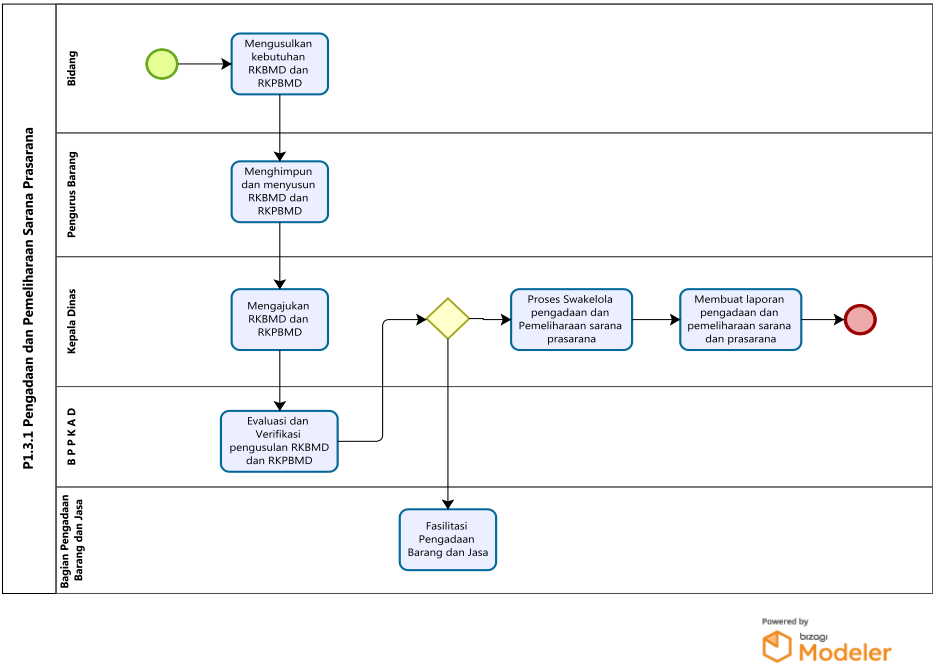 P1.3.1 Pengadaan dan Pemeliharaan Sarana Prasarana
Bidang
Mengusulkan
kebutuhan
RKBMD dan
RKPBMD
Pengurus Barang
Menghimpun
dan menyusun
RKBMD dan
RKPBMD
Kepala Dinas
Mengajukan
RKBMD dan
RKPBMD
Proses Swakelola
pengadaan dan
Pemeliharaan sarana
prasarana
Membuat laporan
pengadaan dan
pemeliharaan sarana
dan prasarana
B P P K A D
Evaluasi dan
Verifikasi
pengusulan RKBMD
dan RKPBMD
Bagian Pengadaan
Barang dan Jasa
Fasilitasi
Pengadaan
Barang dan Jasa
Powered by
bizagi
Modeler